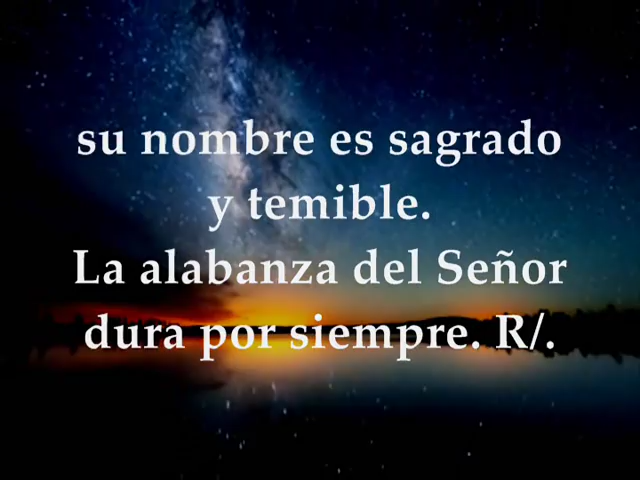 su nombre es sagrado
y temible.
La alabanza del Señor
dura por siempre. R/.